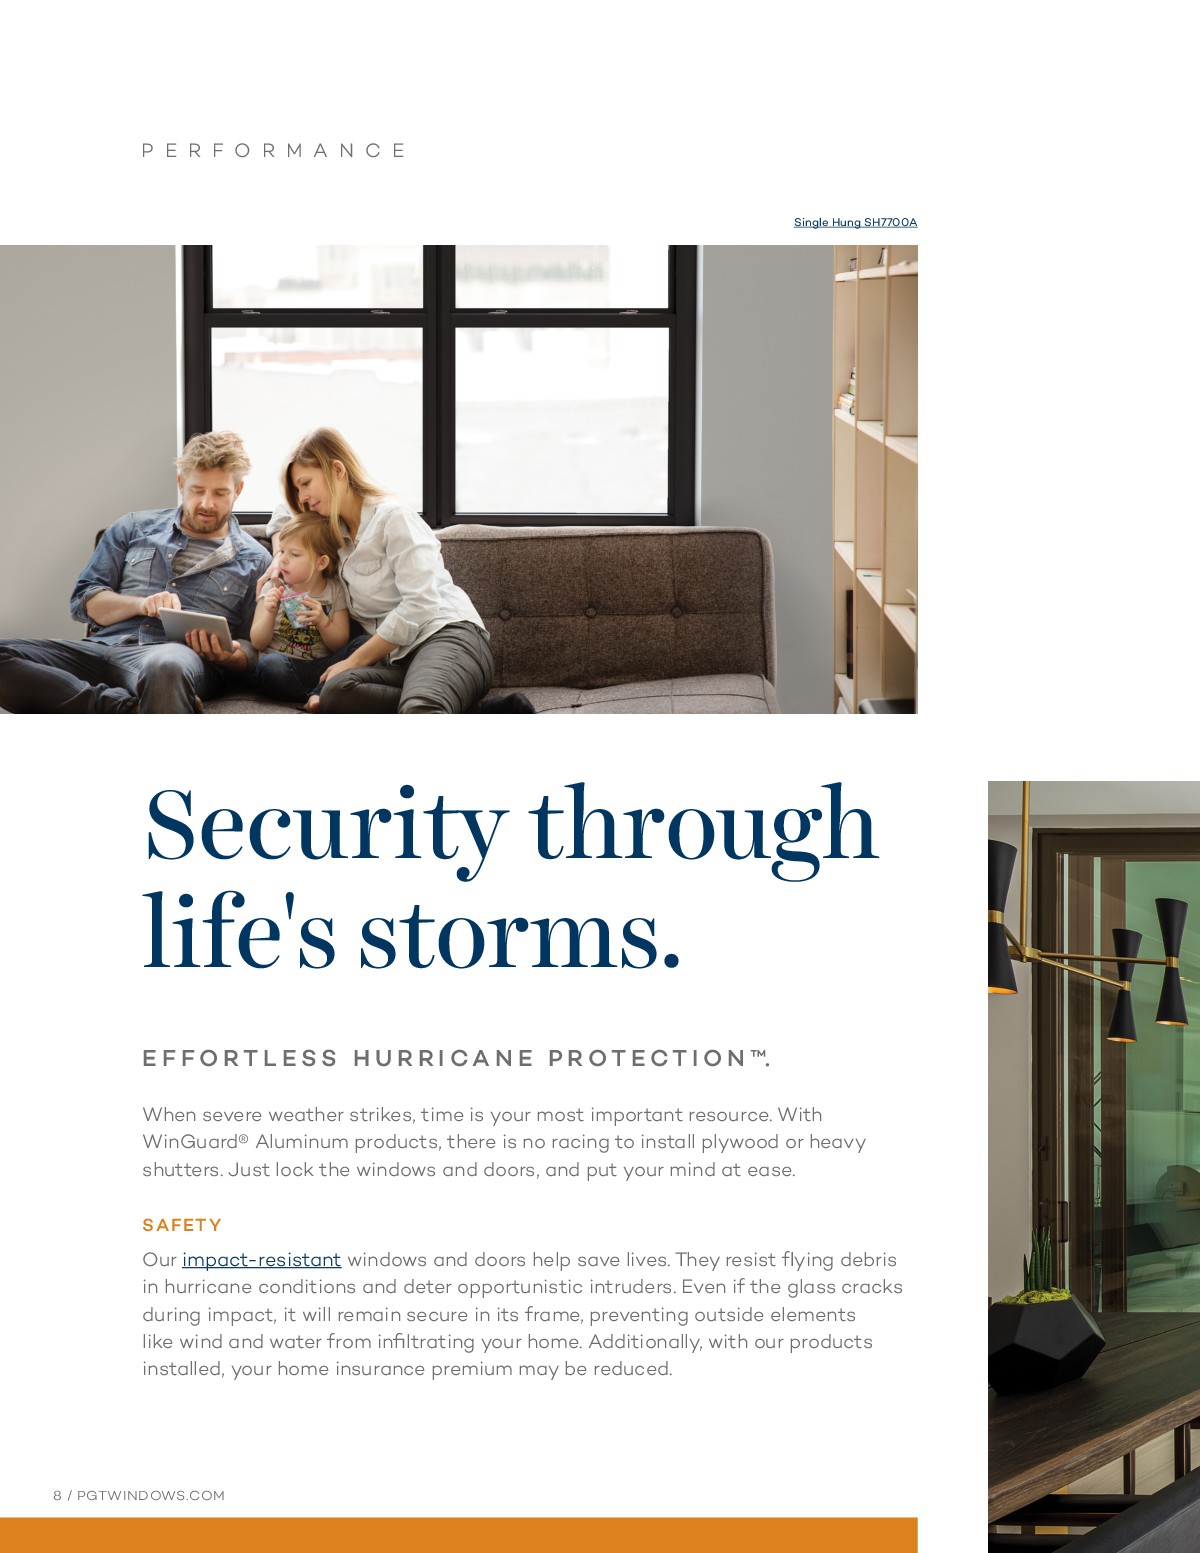 PERFORMANCE
Single Hung SH7700A
Security through
life's storms.
EFFORTLESS HURRICANE PROTECTION™.
When severe weather strikes, time is your most important resource. With
WinGuard® Aluminum products, there is no racing to install plywood or heavy
shutters. Just lock the windows and doors, and put your mind at ease.
SAFETY
Our impact-resistant windows and doors help save lives. They resist flying debris
in hurricane conditions and deter opportunistic intruders. Even if the glass cracks
during impact, it will remain secure in its frame, preventing outside elements
like wind and water from infiltrating your home. Additionally, with our products
installed, your home insurance premium may be reduced.
8 / PGTWINDOWS.COM